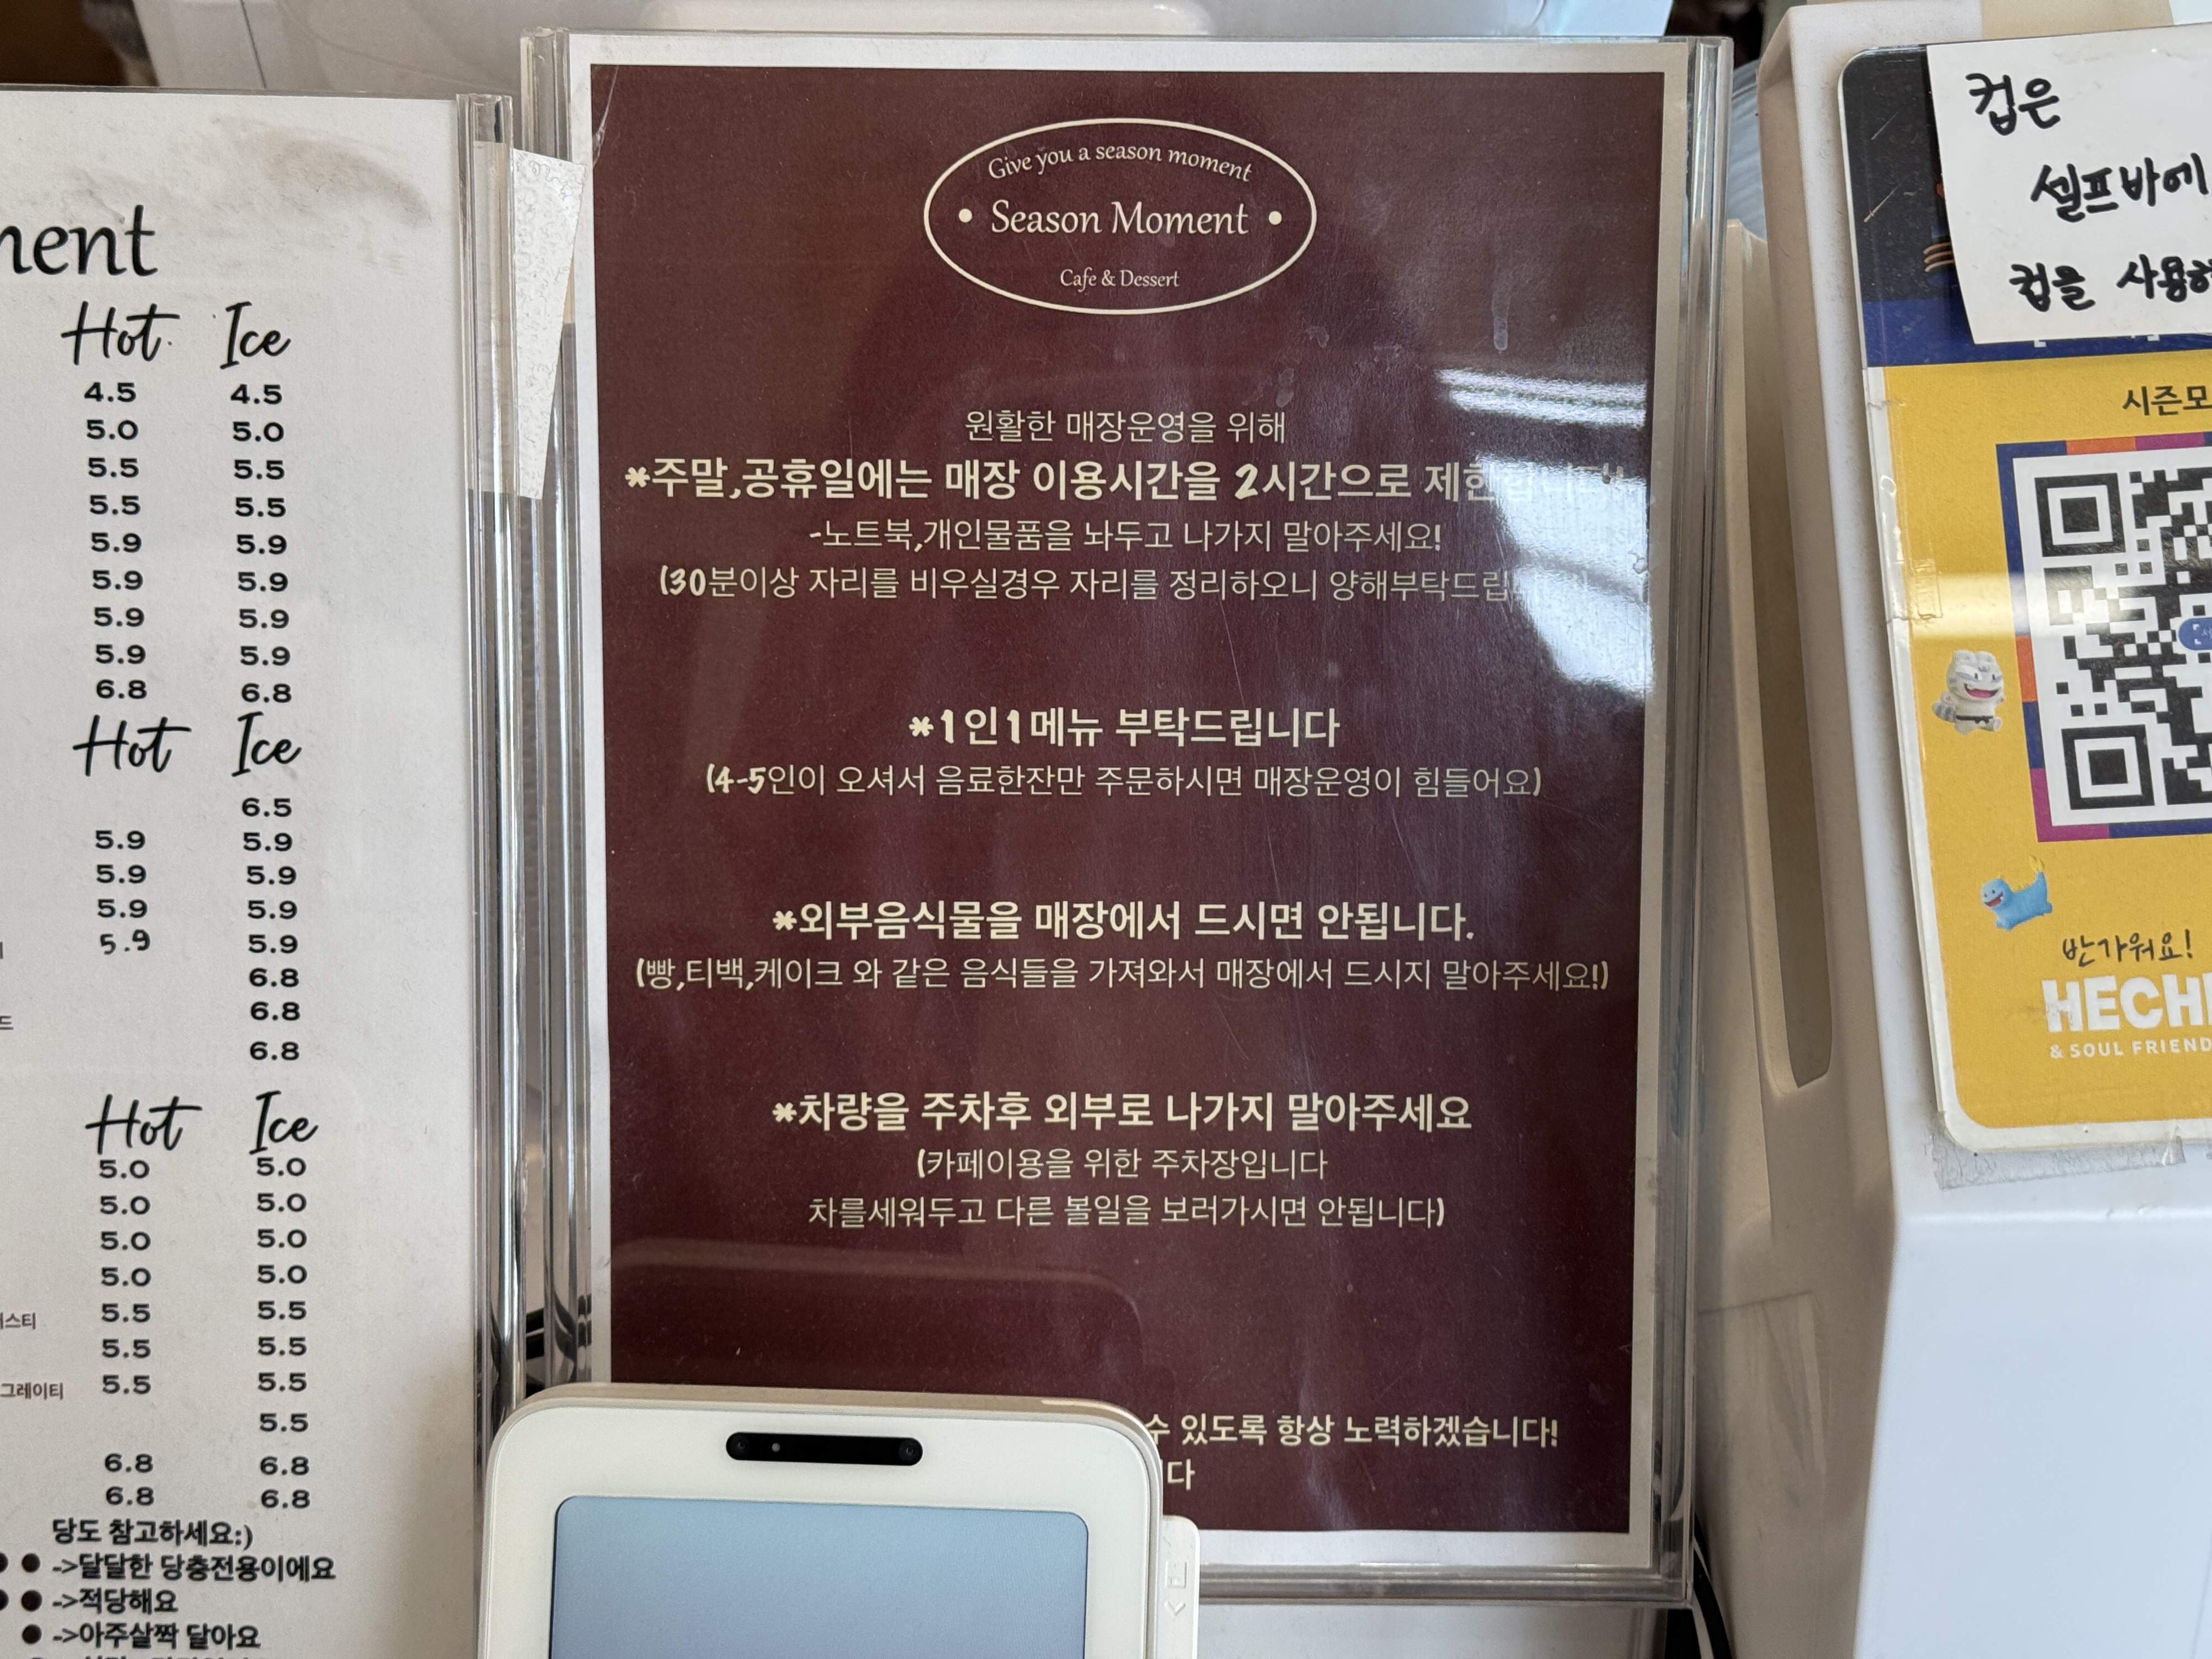 ment
Hot Ice
4.5 4.5
5.0 5.0
5.5 5.5
5.5 5.5
5.9 5.9
5.9 5.9
5.9 5.9
5.9 5.9
6.8 6.8
Hot Ice
6.5
5.9 5.9
5.9 5.9
5.9 5.9
5.9 5.9
6.8
드 6.8
6.8
Hot Ice
5.0 5.0
5.0 5.0
5.0 5.0
5.0 5.0
스티 5.5 5.5
5.5 5.5
그레이티 5.5 5.5
5.5
6.8 6.8
6.8 6.8
당도 참고하세요:)
->달달한 당충전용이에요
->적당해요
->아주살짝 달아요
Give you a season moment
• Season Moment •
Cafe & Dessert
원활한 매장운영을 위해
*주말,공휴일에는 매장 이용시간을 2시간으로
-노트북,개인물품을 놔두고 나가지 말아주세요!
(30분이상 자리를 비우실경우 자리를 정리하오니
*1인1메뉴 부탁드립니다
(4-5인이 오셔서 음료한잔만 주문하시면 매장운영이 힘들어요)
*외부음식물을 매장에서 드시면 안됩니다.
(빵,티백,케이크 와 같은 음식들을 가져와서 매장에서 드시지 말아주세요!)
*차량을 주차후 외부로 나가지 말아주세요
(카페이용을 위한 주차장입니다
차를세워두고 다른 볼일을 보러가시면 안됩니다)
수 있도록 항상 노력하겠습니다!
다
컵은
셀프바에
컵을 사용하
시즌모
반가워요!
HECHI
& SOUL FRIEND